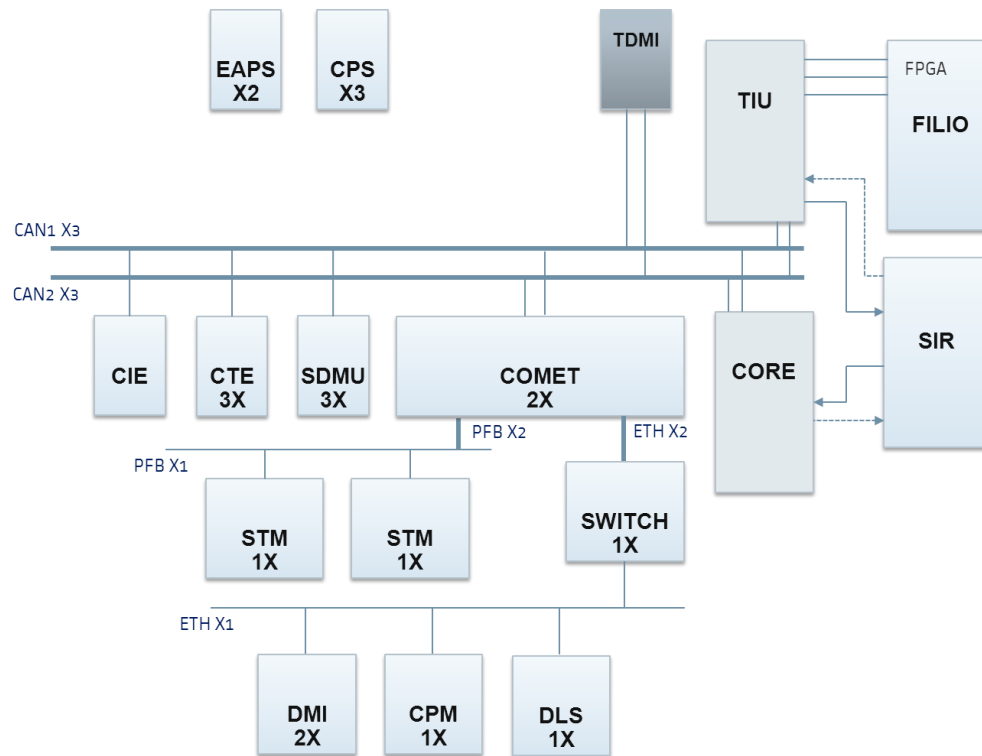 EAPS
X2
CPS
X3
TDMI
TIU
FPGA
FILIO
CAN1 X3
CAN2 X3
CIE
CTE
3X
SDMU
3X
COMET
2X
CORE
SIR
PFB X2
ETH X2
PFB X1
STM
1X
STM
1X
SWITCH
1X
ETH X1
DMI
2X
CPM
1X
DLS
1X